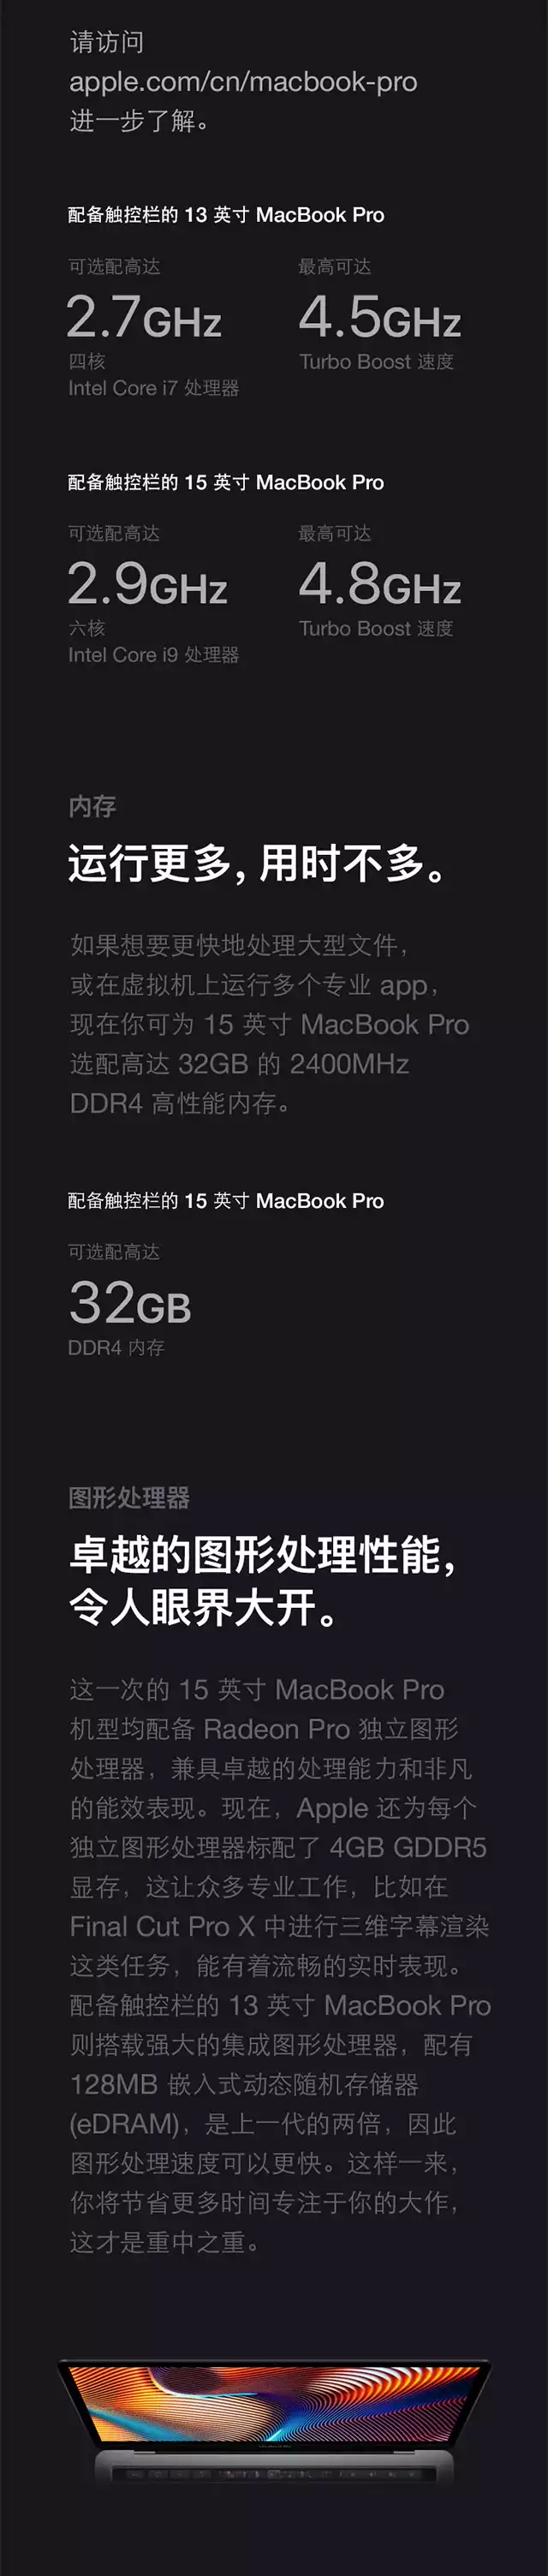 请访问
apple.com/cn/macbook-pro
进一步了解。
配备触控栏的 13 英寸 MacBook Pro
可选配高达
最高可达
2.7GHz
4.5GHz
四核
Turbo Boost 速度
Intel Core i7 处理器
配备触控栏的 15 英寸 MacBook Pro
可选配高达
最高可达
2.9GHz
4.8GHz
六核
Turbo Boost 速度
Intel Core i9 处理器
内存
运行更多，用时不多。
如果想要更快地处理大型文件，
或在虚拟机上运行多个专业 app，
现在你可为 15 英寸 MacBook Pro
选配高达 32GB 的 2400MHz
DDR4 高性能内存。
配备触控栏的 15 英寸 MacBook Pro
可选配高达
32GB
DDR4 内存
图形处理器
卓越的图形处理性能，
令人眼界大开。
这一次的 15 英寸 MacBook Pro
机型均配备 Radeon Pro 独立图形
处理器，兼具卓越的处理能力和非凡
的能效表现。现在，Apple 还为每个
独立图形处理器标配了 4GB GDDR5
显存，这让众多专业工作，比如在
Final Cut Pro X 中进行三维字幕渲染
这类任务，能有着流畅的实时表现。
配备触控栏的 13 英寸 MacBook Pro
则搭载强大的集成图形处理器，配有
128MB 嵌入式动态随机存储器
(eDRAM)，是上一代的两倍，因此
图形处理速度可以更快。这样一来，
你将节省更多时间专注于你的大作，
这才是重中之重。